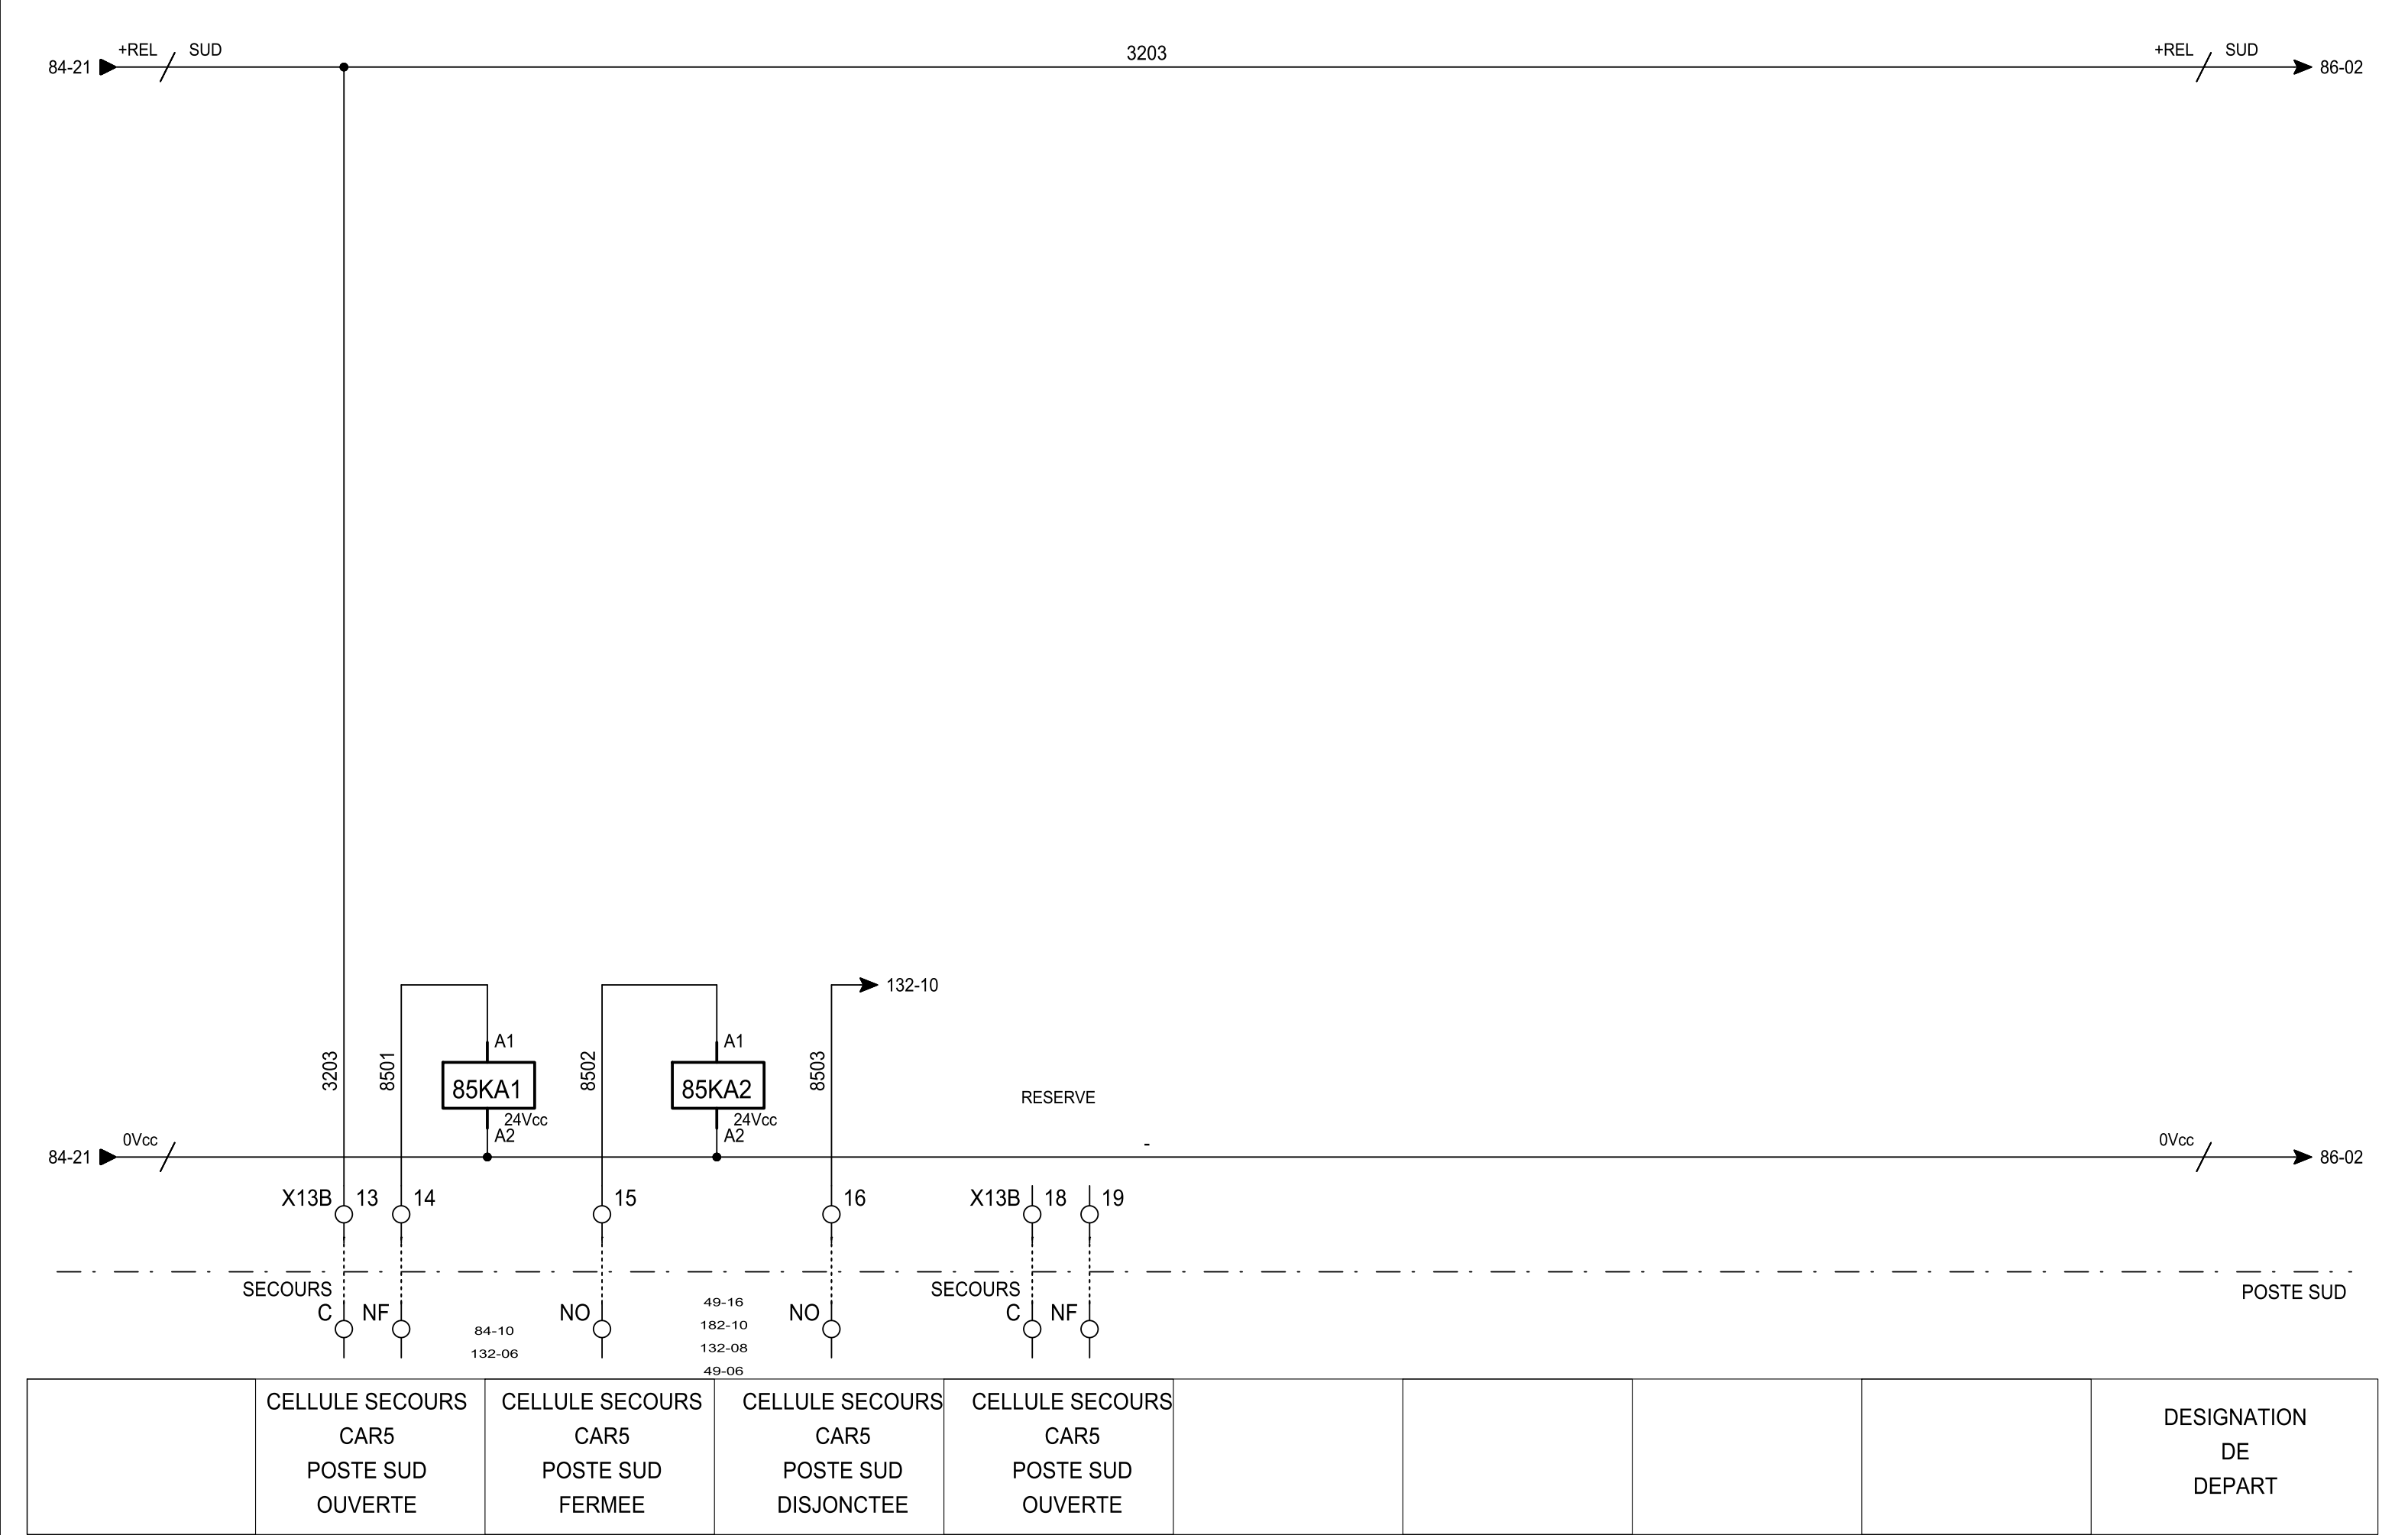 +REL SUD
3203
+REL SUD
84-21
86-02
132-10
A1
A1
3203
8501
8502
8503
85KA1
85KA2
RESERVE
24Vcc
24Vcc
A2
A2
0Vcc
-
0Vcc
84-21
86-02
X13B 13 14 15 16 X13B 18 19
SECOURS
SECOURS
POSTE SUD
C NF NO NO C NF
49-16
182-10
132-08
49-06
84-10
132-06
CELLULE SECOURS
CAR5
POSTE SUD
OUVERTE
CELLULE SECOURS
CAR5
POSTE SUD
FERMEE
CELLULE SECOURS
CAR5
POSTE SUD
DISJONCTEE
CELLULE SECOURS
CAR5
POSTE SUD
OUVERTE
DESIGNATION
DE
DEPART